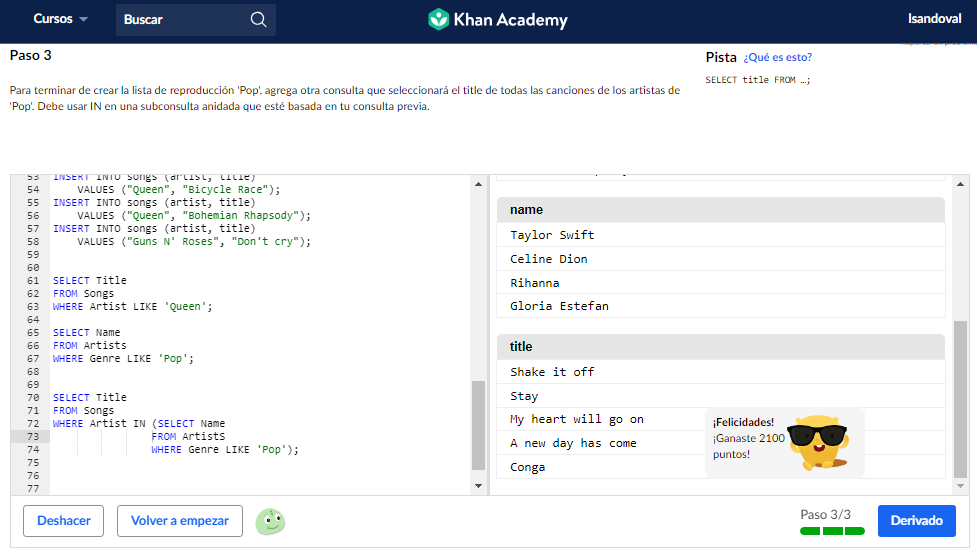 Cursos
Buscar
Khan Academy
lsandoval
Paso 3
Para terminar de crear la lista de reproducción 'Pop', agrega otra consulta que seleccionará el title de todas las canciones de los artistas de
'Pop'. Debe usar IN en una subconsulta anidada que esté basada en tu consulta previa.
Pista ¿Qué es esto?
SELECT title FROM …;
53 INSERT INTO songs (artist, title)
54 VALUES ("Queen", "Bicycle Race");
55 INSERT INTO songs (artist, title)
56 VALUES ("Queen", "Bohemian Rhapsody");
57 INSERT INTO songs (artist, title)
58 VALUES ("Guns N' Roses", "Don't cry");
59
60
61 SELECT Title
62 FROM Songs
63 WHERE Artist LIKE 'Queen';
64
65 SELECT Name
66 FROM Artists
67 WHERE Genre LIKE 'Pop';
68
69
70 SELECT Title
71 FROM Songs
72 WHERE Artist IN (SELECT Name
73 FROM ArtistS
74 WHERE Genre LIKE 'Pop');
75
76
77
name
Taylor Swift
Celine Dion
Rihanna
Gloria Estefan
title
Shake it off
Stay
My heart will go on
A new day has come
Conga
¡Felicidades!
¡Ganaste 2100
puntos!
Deshacer
Volver a empezar
Paso 3/3
Derivado